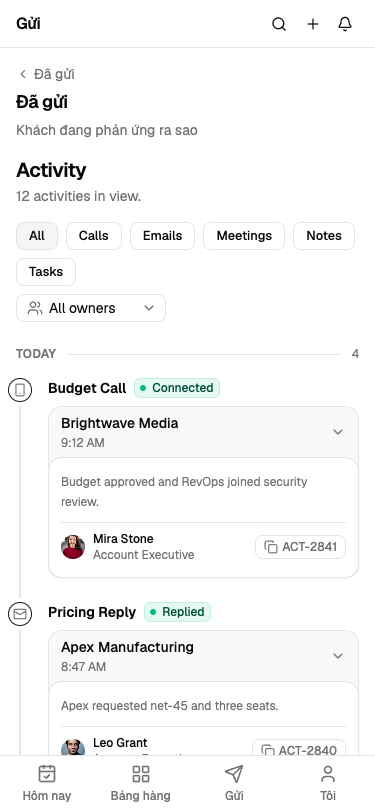 Gửi
Đã gửi
Đã gửi
Khách đang phản ứng ra sao
Activity
12 activities in view.
All
Calls
Emails
Meetings
Notes
Tasks
All owners
TODAY
4
Budget Call
Connected
Brightwave Media
9:12 AM
Budget approved and RevOps joined security
review.
Mira Stone
Account Executive
ACT-2841
Pricing Reply
Replied
Apex Manufacturing
8:47 AM
Apex requested net-45 and three seats.
Leo Grant
ACT-2840
Hôm nay
Bảng hàng
Gửi
Tôi